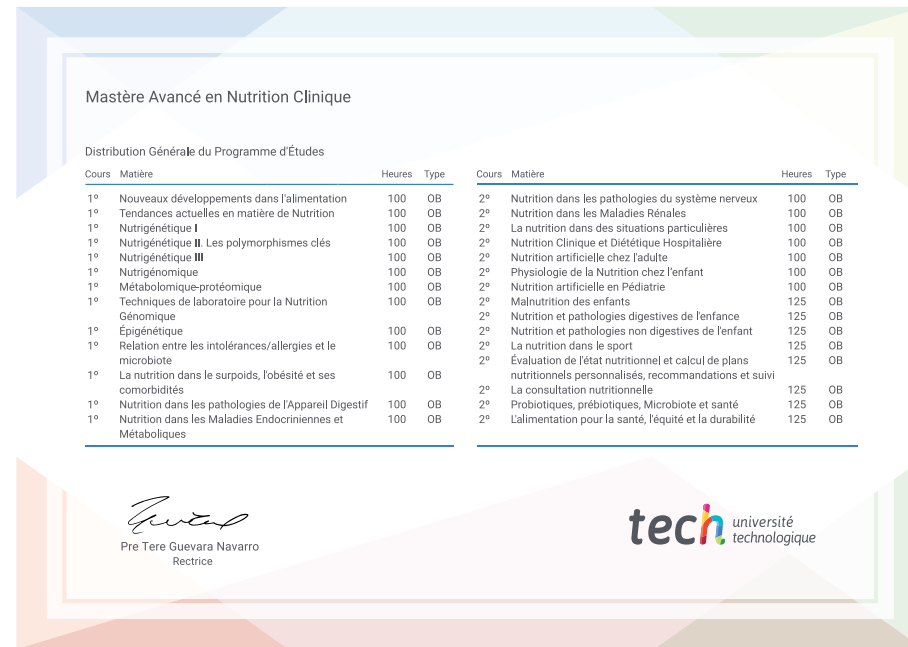 Mastère Avancé en Nutrition Clinique
Distribution Générale du Programme d'Études
Cours Matière Heures Type
1º Nouveaux développements dans l'alimentation 100 OB
1º Tendances actuelles en matière de Nutrition 100 OB
1º Nutrigénétique I 100 OB
1º Nutrigénétique II. Les polymorphismes clés 100 OB
1º Nutrigénétique III 100 OB
1º Nutrigénomique 100 OB
1º Métabolomique-protéomique 100 OB
1º Techniques de laboratoire pour la Nutrition 100 OB
Génomique
1º Épigénétique 100 OB
1º Relation entre les intolérances/allergies et le 100 OB
microbiote
1º La nutrition dans le surpoids, l'obésité et ses 100 OB
comorbidités
1º Nutrition dans les pathologies de l'Appareil Digestif 100 OB
1º Nutrition dans les Maladies Endocriniennes et 100 OB
Métaboliques
Cours Matière Heures Type
2º Nutrition dans les pathologies du système nerveux 100 OB
2º Nutrition dans les Maladies Rénales 100 OB
2º La nutrition dans des situations particulières 100 OB
2º Nutrition Clinique et Diététique Hospitalière 100 OB
2º Nutrition artificielle chez l'adulte 100 OB
2º Physiologie de la Nutrition chez l'enfant 100 OB
2º Nutrition artificielle en Pédiatrie 100 OB
2º Malnutrition des enfants 125 OB
2º Nutrition et pathologies digestives de l'enfance 125 OB
2º Nutrition et pathologies non digestives de l'enfant 125 OB
2º La nutrition dans le sport 125 OB
2º Évaluation de l'état nutritionnel et calcul de plans 125 OB
nutritionnels personnalisés, recommandations et suivi
2º La consultation nutritionnelle 125 OB
2º Probiotiques, prébiotiques, Microbiote et santé 125 OB
2º L'alimentation pour la santé, l'équité et la durabilité 125 OB
Pre Tere Guevara Navarro
Rectrice
tech université
technologique